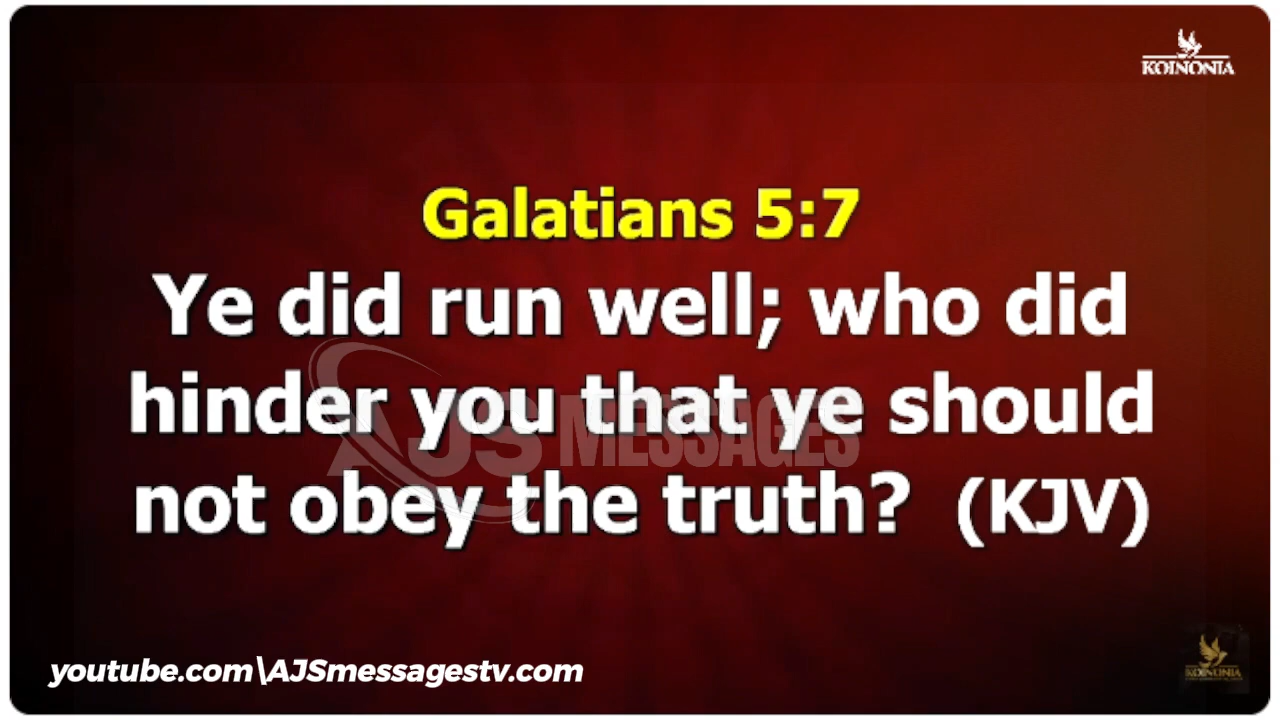 KOINONIA
Galatians 5:7
Ye did run well; who did
hinder you that ye should
not obey the truth? (KJV)
AJS MESSAGES
youtube.com\AJSmessagestv.com
KOINONIA